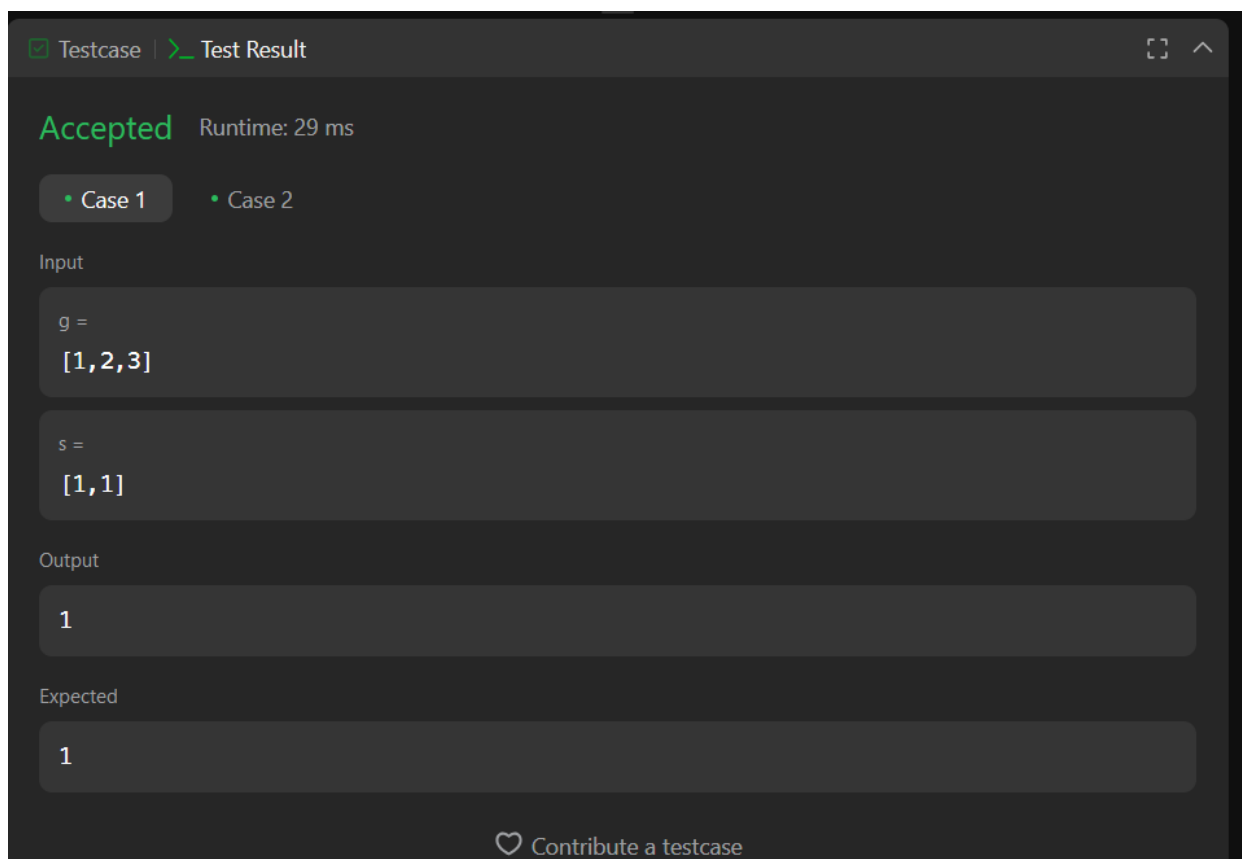 Testcase | >_ Test Result
Accepted Runtime: 29 ms
• Case 1 • Case 2
Input
g =
[1,2,3]
s =
[1,1]
Output
1
Expected
1
Contribute a testcase